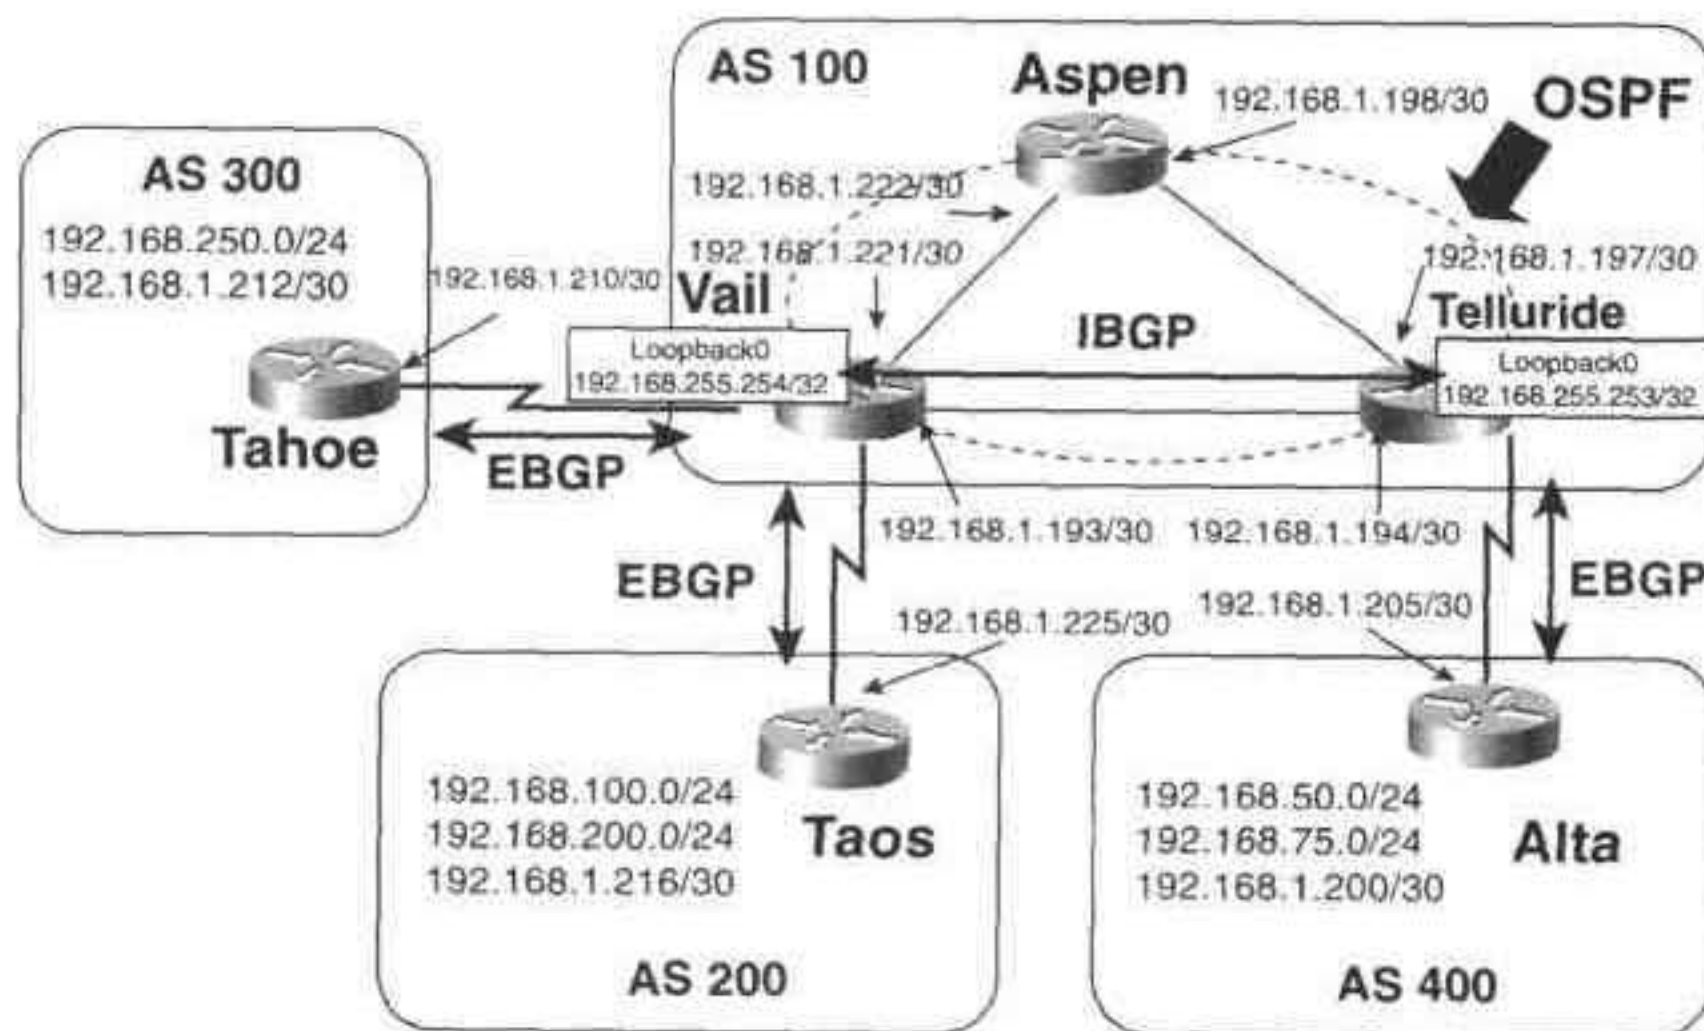 AS 100
Aspen
192.168.1.198/30
OSPF
AS 300
192.168.250.0/24
192.168.1.212/30
192.168.1.222/30
192.168.1.221/30
192.168.1.210/30
Vail
192.168.1.197/30
Telluride
IBGP
Loopback0
192.168.255.254/32
Loopback0
192.168.255.253/32
Tahoe
EBGP
192.168.1.193/30
192.168.1.194/30
EBGP
EBGP
192.168.1.225/30
192.168.1.205/30
192.168.100.0/24
192.168.200.0/24
192.168.1.216/30
Taos
AS 200
192.168.50.0/24
192.168.75.0/24
192.168.1.200/30
Alta
AS 400